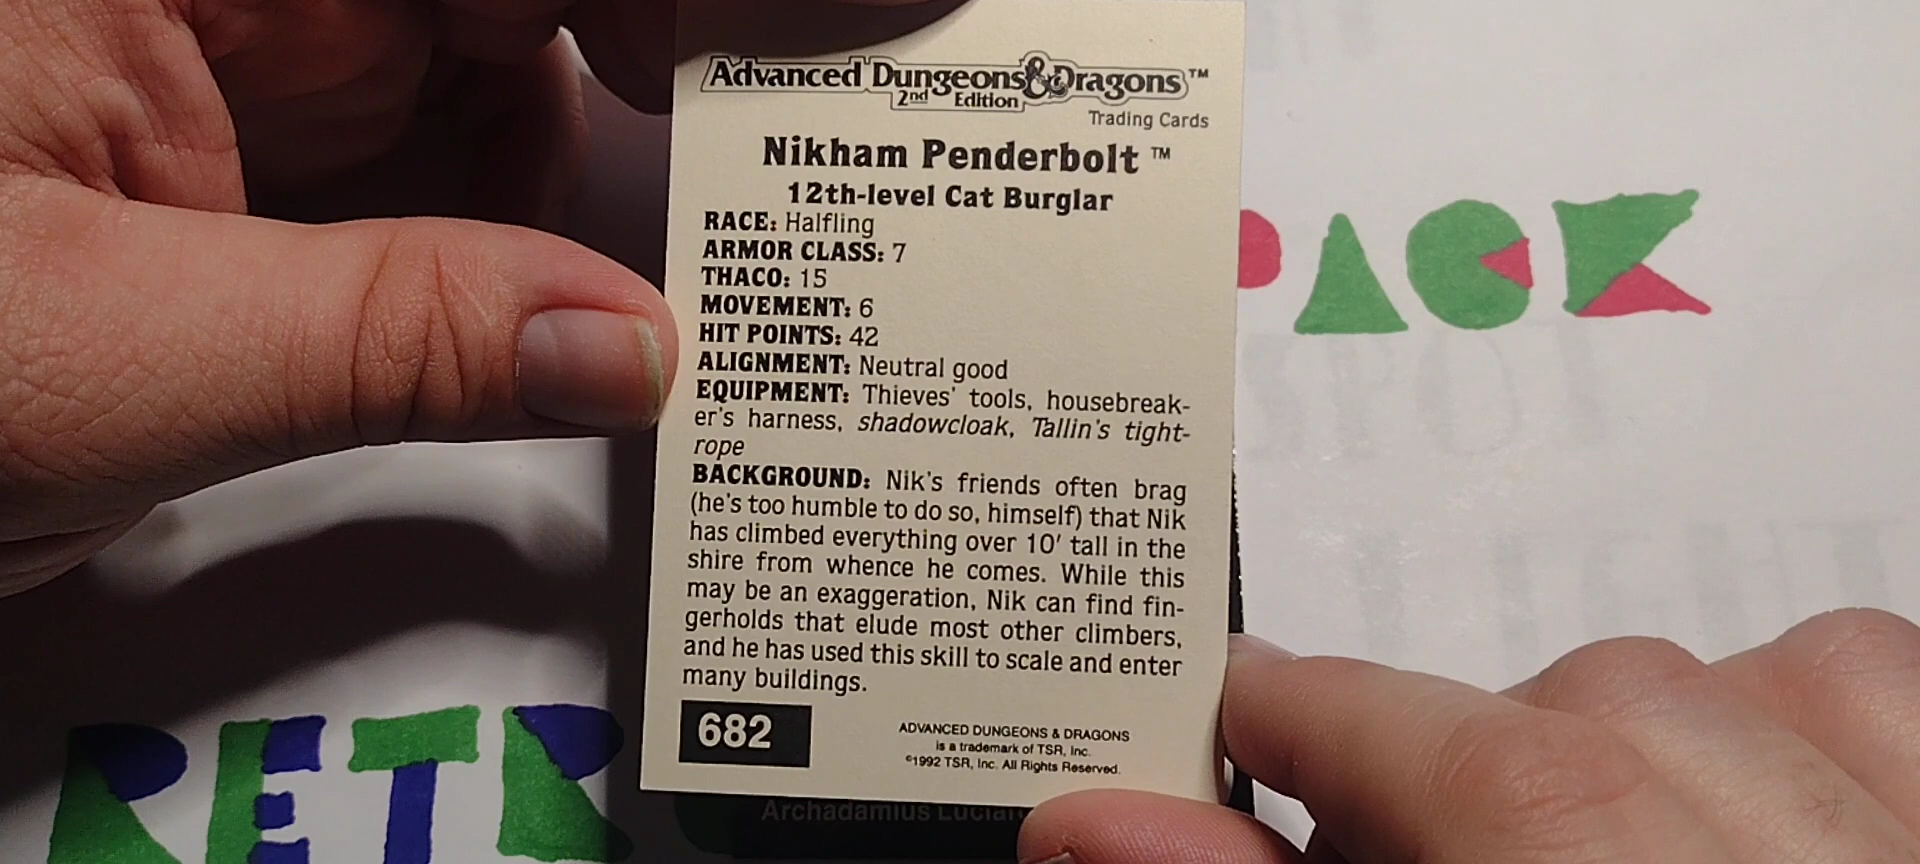 Advanced Dungeons & Dragons™
2nd Edition
Trading Cards
Nikham Penderbolt ™
12th-level Cat Burglar
RACE: Halfling
ARMOR CLASS: 7
THACO: 15
MOVEMENT: 6
HIT POINTS: 42
ALIGNMENT: Neutral good
EQUIPMENT: Thieves' tools, housebreak-
er's harness, shadowcloak, Tallin's tight-
rope
BACKGROUND: Nik's friends often brag
(he's too humble to do so, himself) that Nik
has climbed everything over 10' tall in the
shire from whence he comes. While this
may be an exaggeration, Nik can find fin-
gerholds that elude most other climbers,
and he has used this skill to scale and enter
many buildings.
682
ADVANCED DUNGEONS & DRAGONS
is a trademark of TSR, Inc.
©1992 TSR, Inc. All Rights Reserved.
PACK
RETR
Archadamius